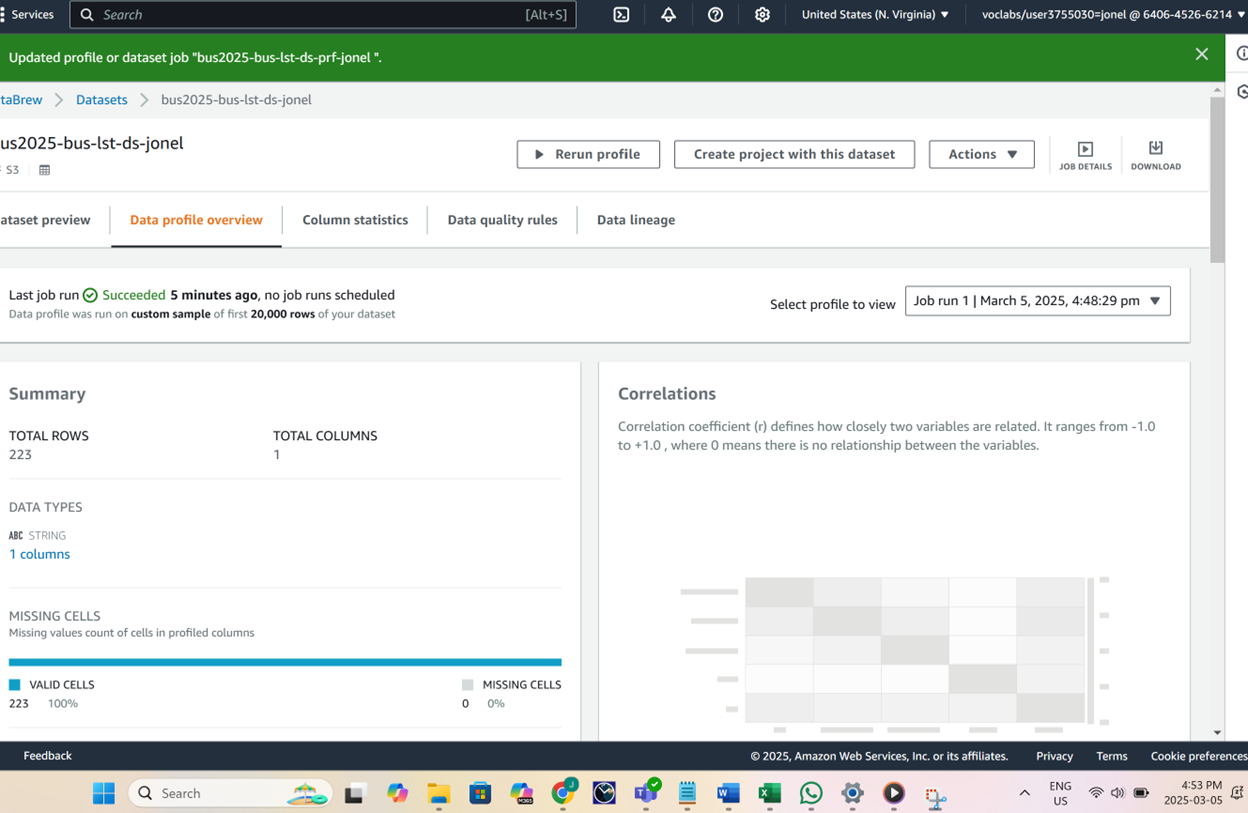 Services
Search
[Alt+S]
United States (N. Virginia) ▼
voclabs/user3755030=jonel @ 6406-4526-6214 ▼
Updated profile or dataset job "bus2025-bus-lst-ds-prf-jonel ".
taBrew > Datasets > bus2025-bus-lst-ds-jonel
us2025-bus-lst-ds-jonel
S3
Rerun profile
Create project with this dataset
Actions ▼
JOB DETAILS
DOWNLOAD
ataset preview
Data profile overview
Column statistics
Data quality rules
Data lineage
Last job run Succeeded 5 minutes ago, no job runs scheduled
Data profile was run on custom sample of first 20,000 rows of your dataset
Select profile to view
Job run 1 | March 5, 2025, 4:48:29 pm ▼
Summary
TOTAL ROWS
223
TOTAL COLUMNS
1
DATA TYPES
ABC STRING
1 columns
MISSING CELLS
Missing values count of cells in profiled columns
VALID CELLS
223 100%
MISSING CELLS
0 0%
Correlations
Correlation coefficient (r) defines how closely two variables are related. It ranges from -1.0
to +1.0 , where 0 means there is no relationship between the variables.
Feedback
© 2025, Amazon Web Services, Inc. or its affiliates.
Privacy
Terms
Cookie preferences
Search
M365
J
ENG
US
4:53 PM
2025-03-05